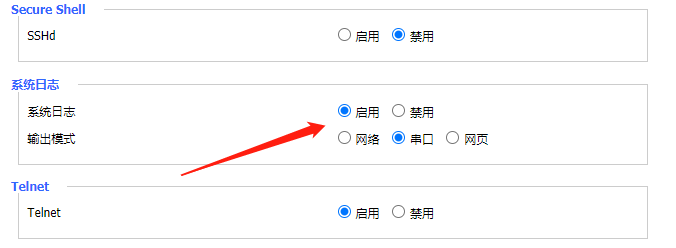 Secure Shell
SSHd 启用 禁用
系统日志
系统日志 启用 禁用
输出模式 网络 串口 网页
Telnet
Telnet 启用 禁用